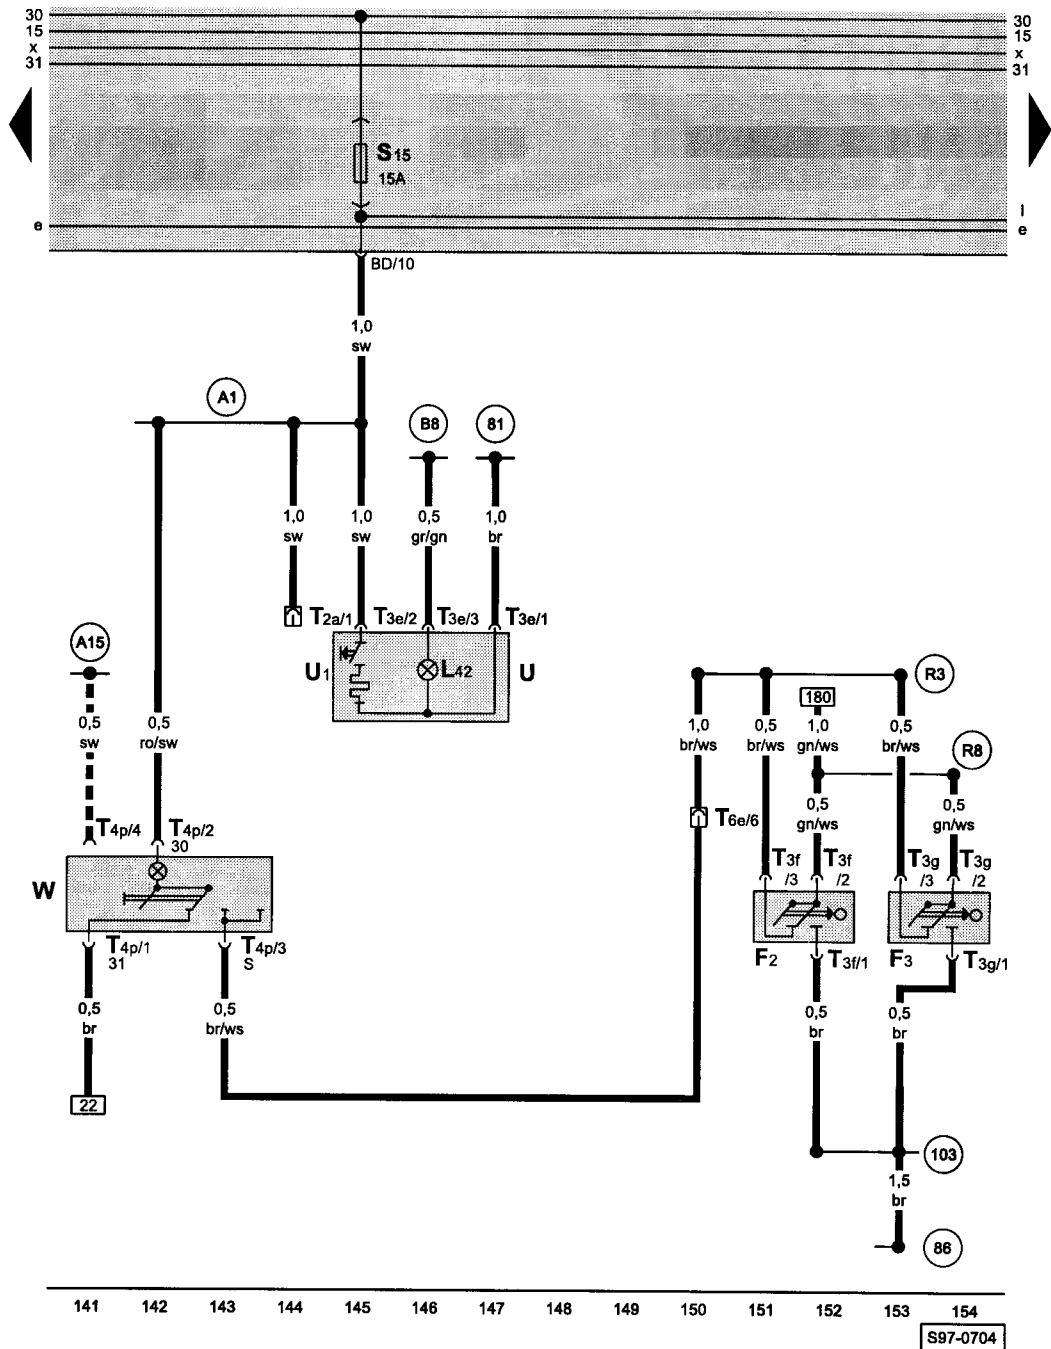 30 30
15 15
x x
31 31
S15
15A
l
e e
BD/10
1,0
sw
A1
B8 81
1,0 1,0 0,5 1,0
sw sw gr/gn br
T2a/1 T3e/2 T3e/3 T3e/1
A15
U1 L42 U
R3
180
0,5 0,5 1,0 0,5 1,0 0,5
sw ro/sw br/ws br/ws gn/ws br/ws
R8
T4p/4 T4p/2 T6e/6 0,5 0,5
30 gn/ws gn/ws
T3f T3f T3g T3g
/3 /2 /3 /2
W
T4p/1 T4p/3 F2 T3f/1 F3 T3g/1
31 S
0,5 0,5 0,5 0,5
br br/ws br br
22
103
1,5
br
86
141 142 143 144 145 146 147 148 149 150 151 152 153 154
S97-0704